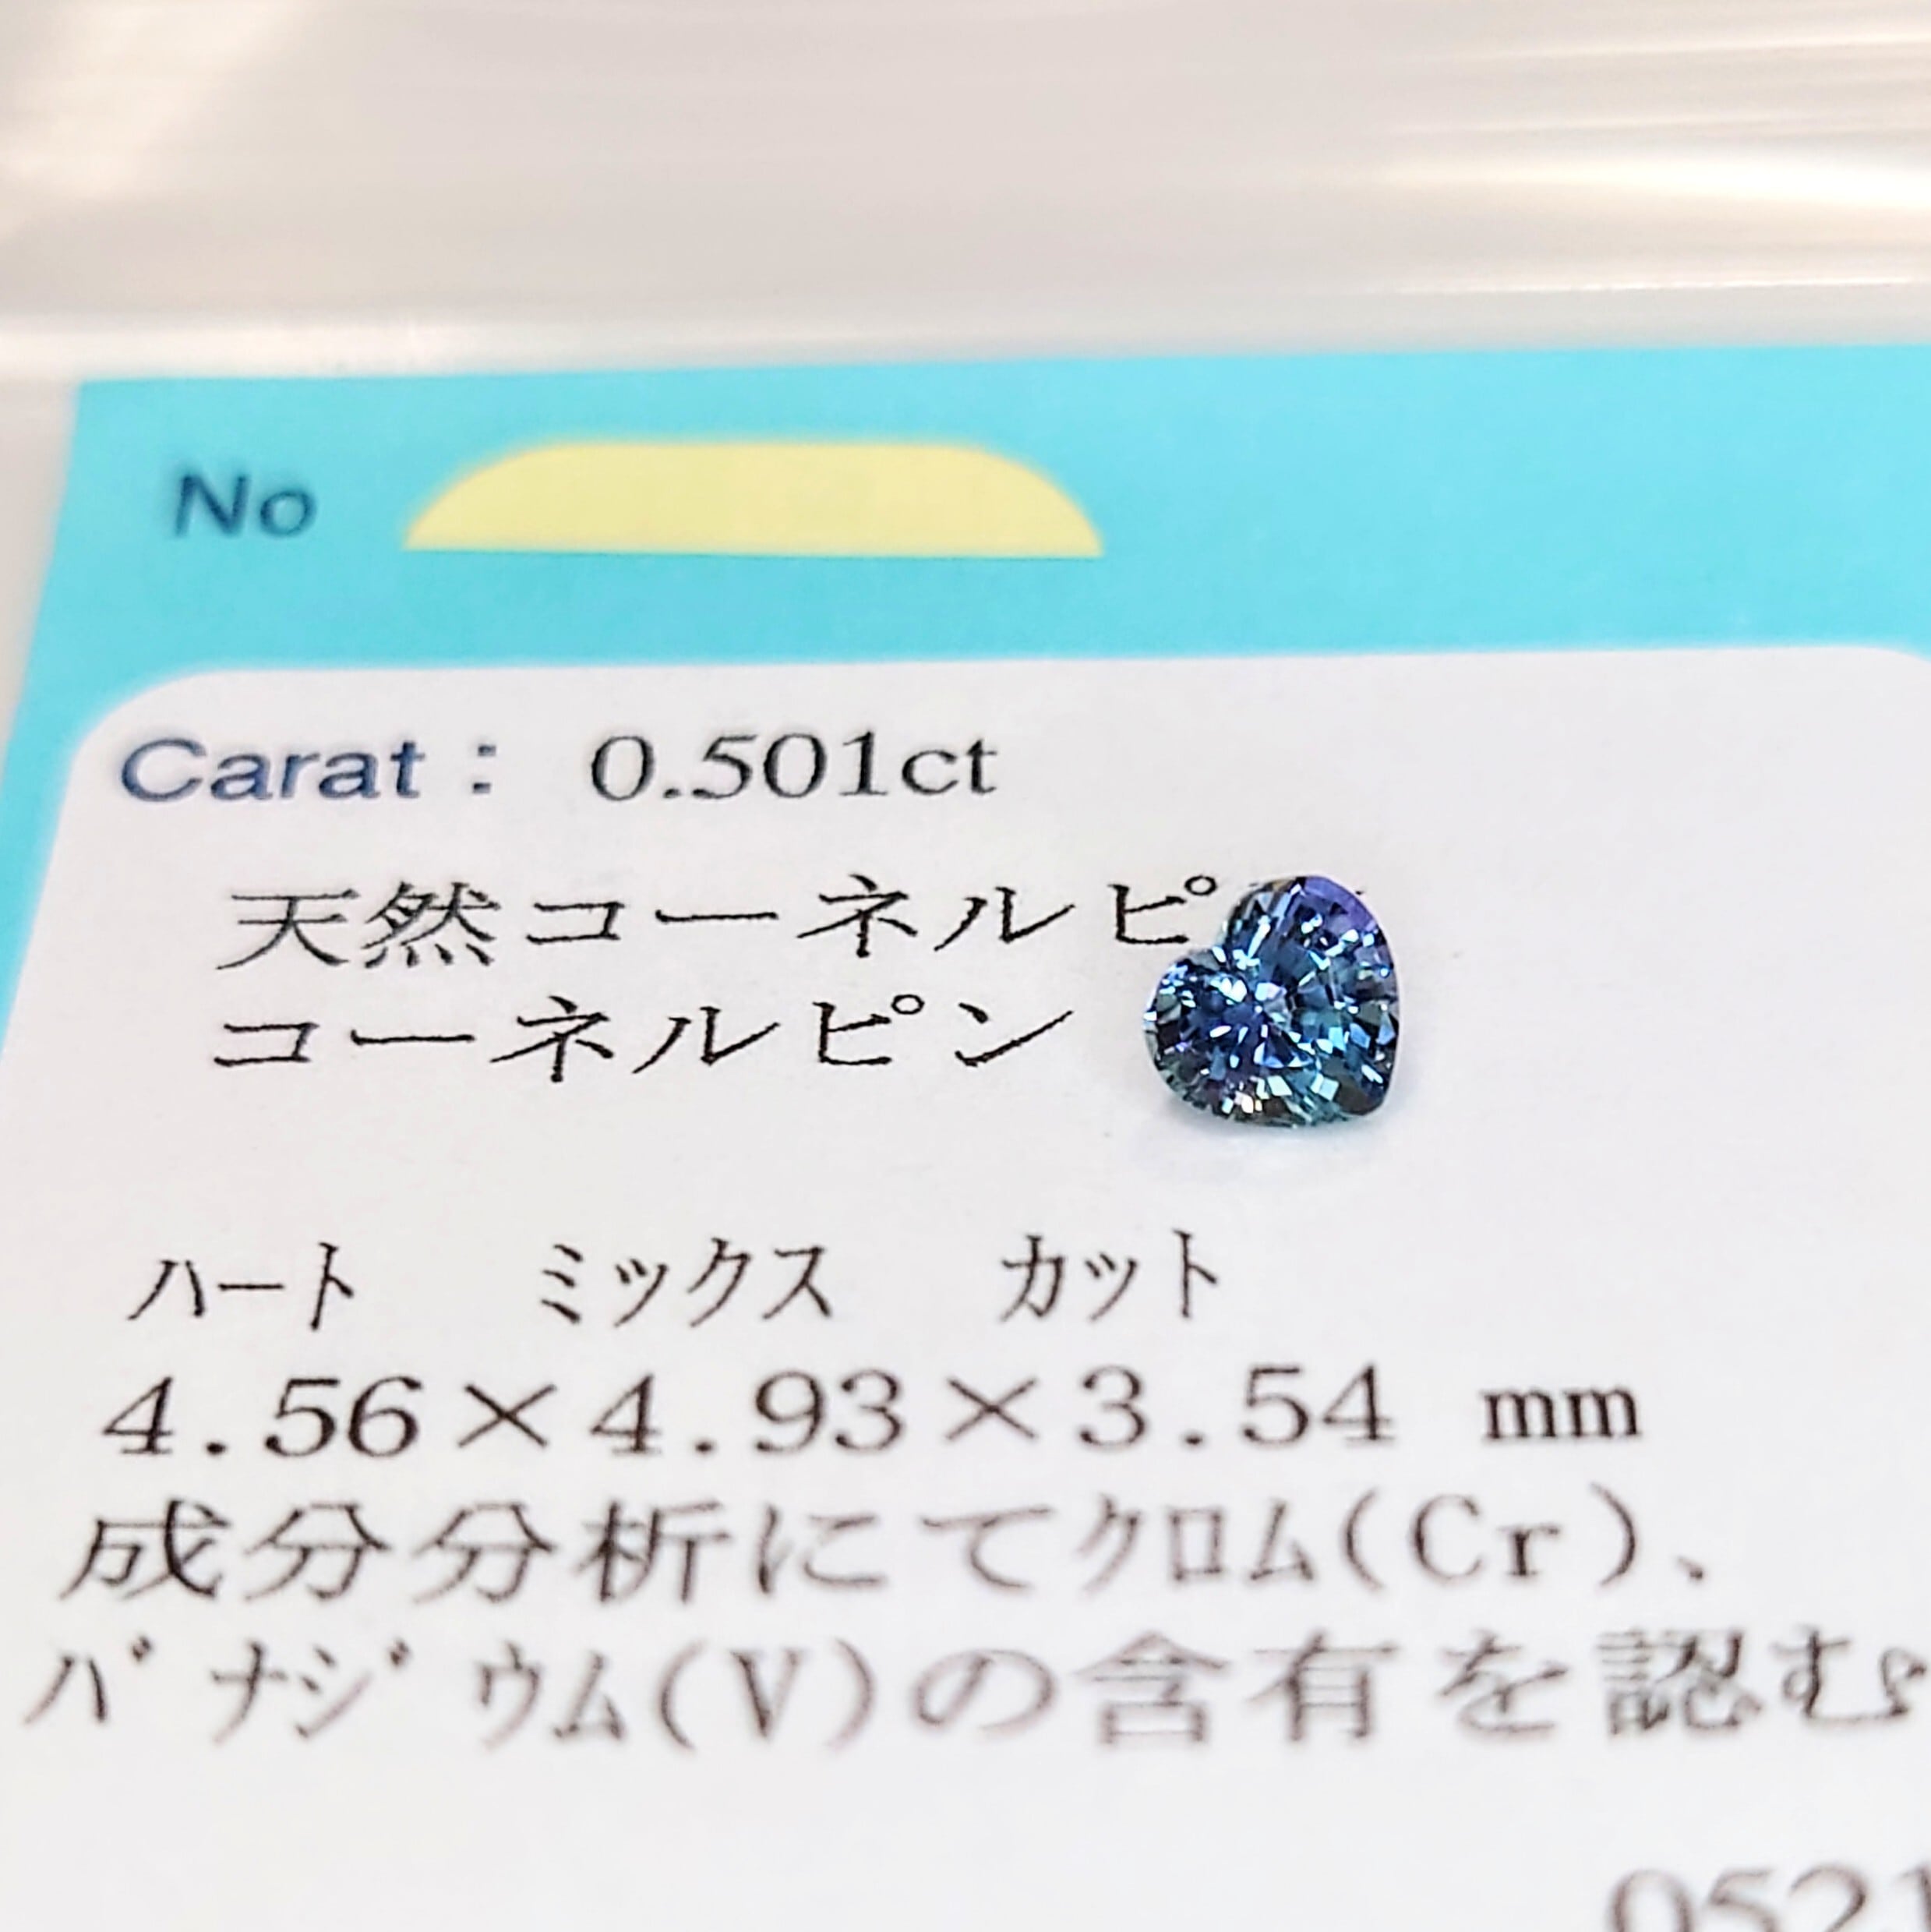 No
Carat : 0.501ct
天然コーネルピ
コーネルピン
ハート ミックス カット
4.56×4.93×3.54 mm
成分分析にてクロム(Cr)、
バナジウム(V)の含有を認む。
0521